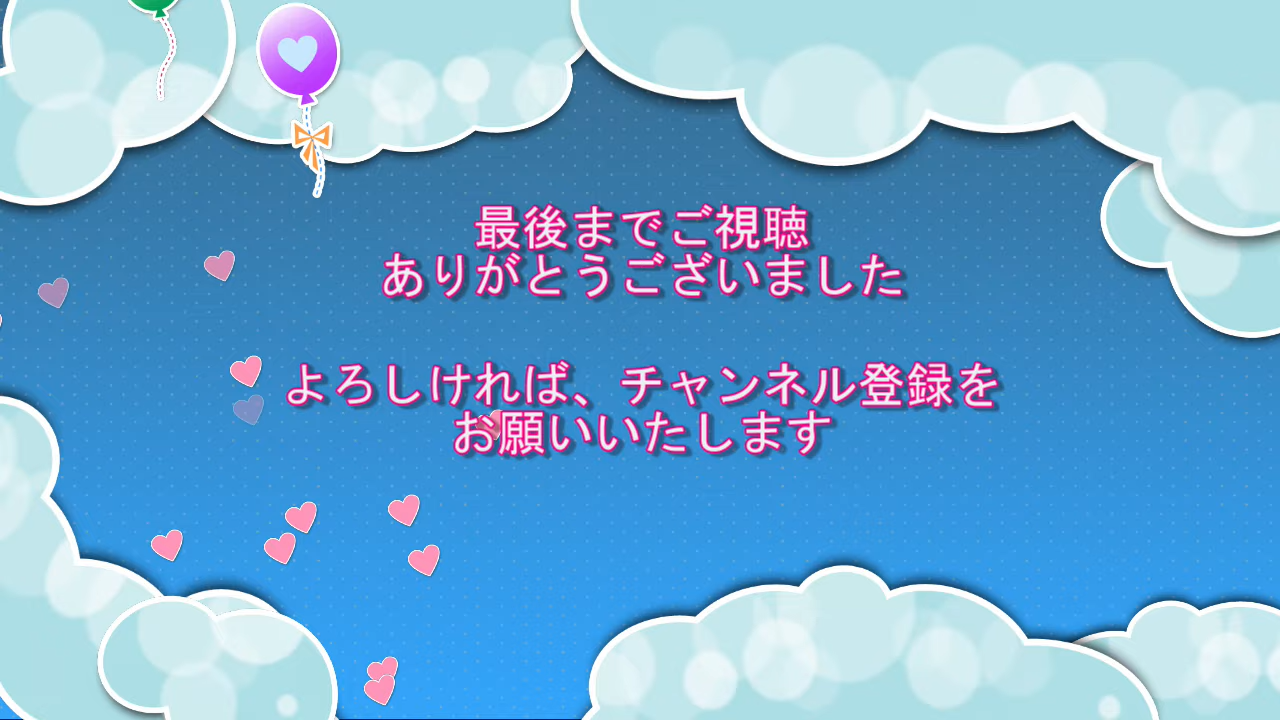 最後までご視聴
ありがとうございました
よろしければ、チャンネル登録を
お願いいたします